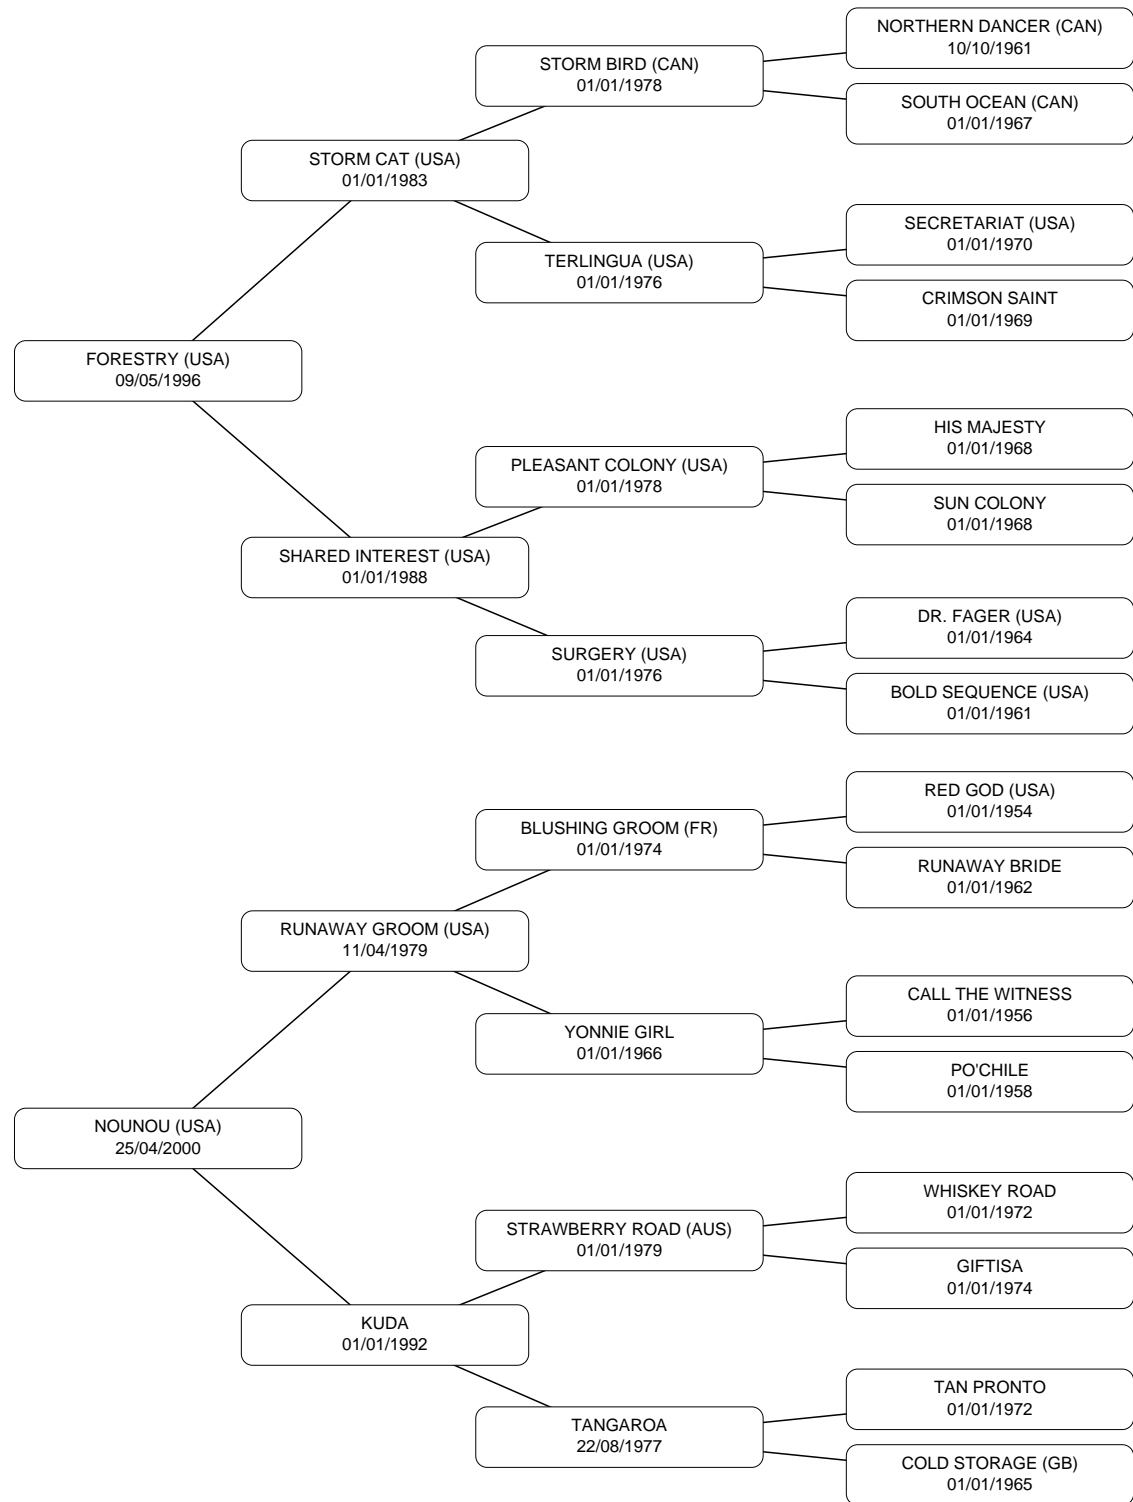 NORTHERN DANCER (CAN)
10/10/1961
STORM BIRD (CAN)
01/01/1978
SOUTH OCEAN (CAN)
01/01/1967
STORM CAT (USA)
01/01/1983
SECRETARIAT (USA)
01/01/1970
TERLINGUA (USA)
01/01/1976
CRIMSON SAINT
01/01/1969
FORESTRY (USA)
09/05/1996
HIS MAJESTY
01/01/1968
PLEASANT COLONY (USA)
01/01/1978
SUN COLONY
01/01/1968
SHARED INTEREST (USA)
01/01/1988
DR. FAGER (USA)
01/01/1964
SURGERY (USA)
01/01/1976
BOLD SEQUENCE (USA)
01/01/1961
RED GOD (USA)
01/01/1954
BLUSHING GROOM (FR)
01/01/1974
RUNAWAY BRIDE
01/01/1962
RUNAWAY GROOM (USA)
11/04/1979
CALL THE WITNESS
01/01/1956
YONNIE GIRL
01/01/1966
PO'CHILE
01/01/1958
NOUNOU (USA)
25/04/2000
WHISKEY ROAD
01/01/1972
STRAWBERRY ROAD (AUS)
01/01/1979
GIFTISA
01/01/1974
KUDA
01/01/1992
TAN PRONTO
01/01/1972
TANGAROA
22/08/1977
COLD STORAGE (GB)
01/01/1965